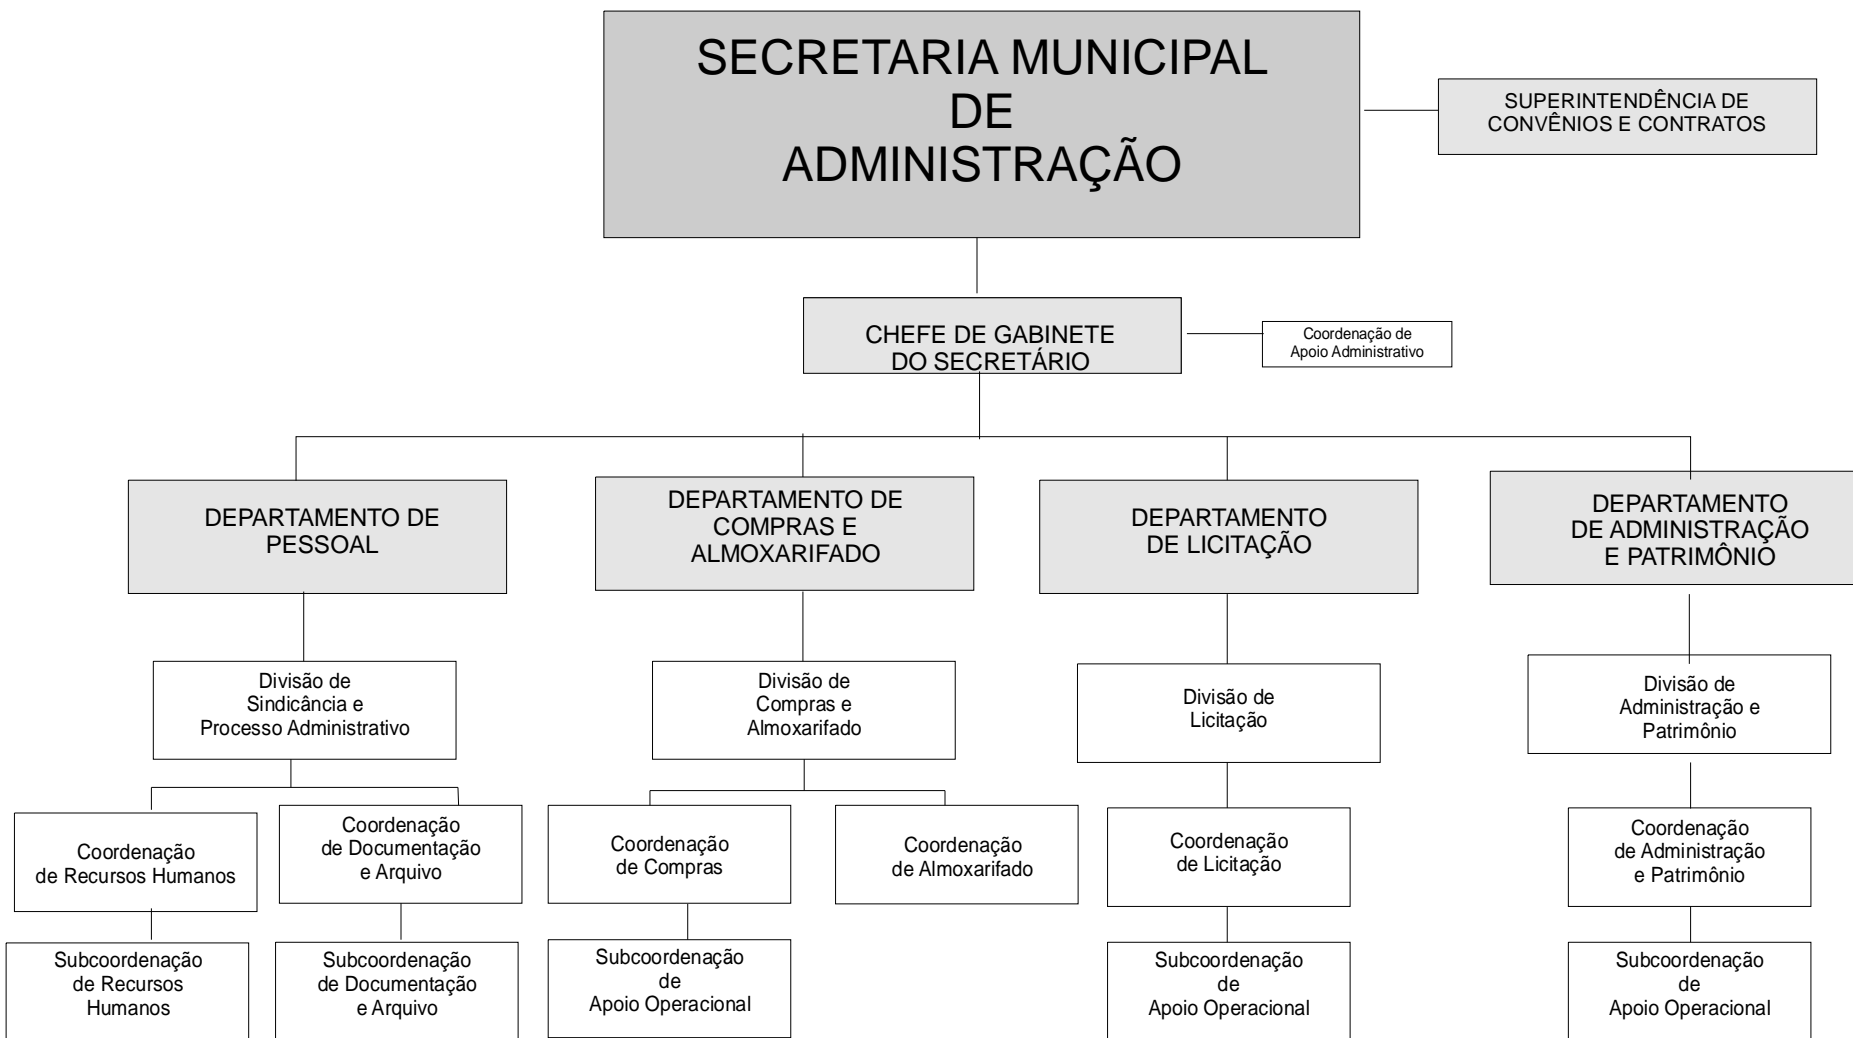 SECRETARIA MUNICIPAL
DE
ADMINISTRAÇÃO
SUPERINTENDÊNCIA DE
CONVÊNIOS E CONTRATOS
CHEFE DE GABINETE
DO SECRETÁRIO
Coordenação de
Apoio Administrativo
DEPARTAMENTO DE
PESSOAL
DEPARTAMENTO DE
COMPRAS E
ALMOXARIFADO
DEPARTAMENTO
DE LICITAÇÃO
DEPARTAMENTO
DE ADMINISTRAÇÃO
E PATRIMÔNIO
Divisão de
Sindicância e
Processo Administrativo
Divisão de
Compras e
Almoxarifado
Divisão de
Licitação
Divisão de
Administração e
Patrimônio
Coordenação
de Recursos Humanos
Coordenação
de Documentação
e Arquivo
Coordenação
de Compras
Coordenação
de Almoxarifado
Coordenação
de Licitação
Coordenação
de Administração
e Patrimônio
Subcoordenação
de Recursos
Humanos
Subcoordenação
de Documentação
e Arquivo
Subcoordenação
de
Apoio Operacional
Subcoordenação
de
Apoio Operacional
Subcoordenação
de
Apoio Operacional